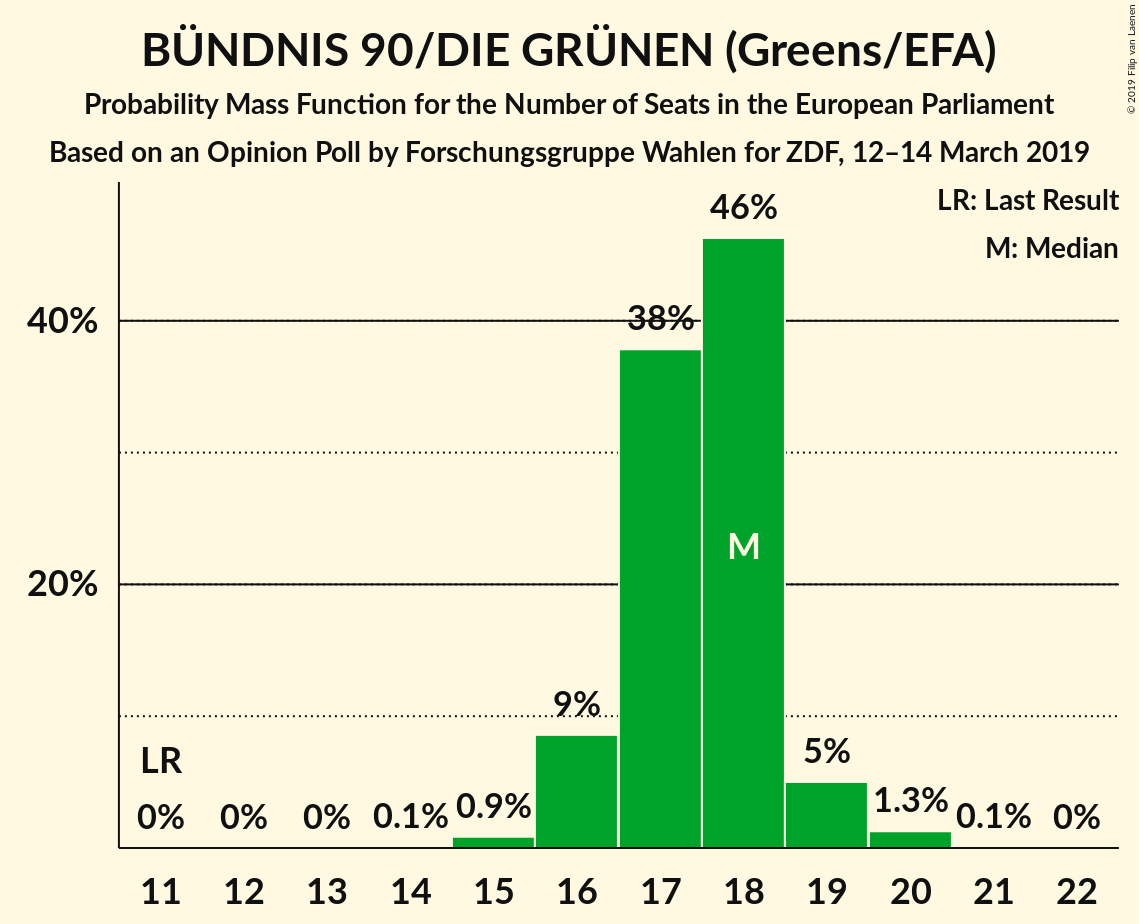 BÜNDNIS 90/DIE GRÜNEN (Greens/EFA)
Probability Mass Function for the Number of Seats in the European Parliament
Based on an Opinion Poll by Forschungsgruppe Wahlen for ZDF, 12–14 March 2019
© 2019 Filip van Laenen
LR: Last Result
M: Median
46%
40%
38%
M
20%
9%
LR
5%
0% 0% 0% 0.1% 0.9% 1.3% 0.1% 0%
11 12 13 14 15 16 17 18 19 20 21 22